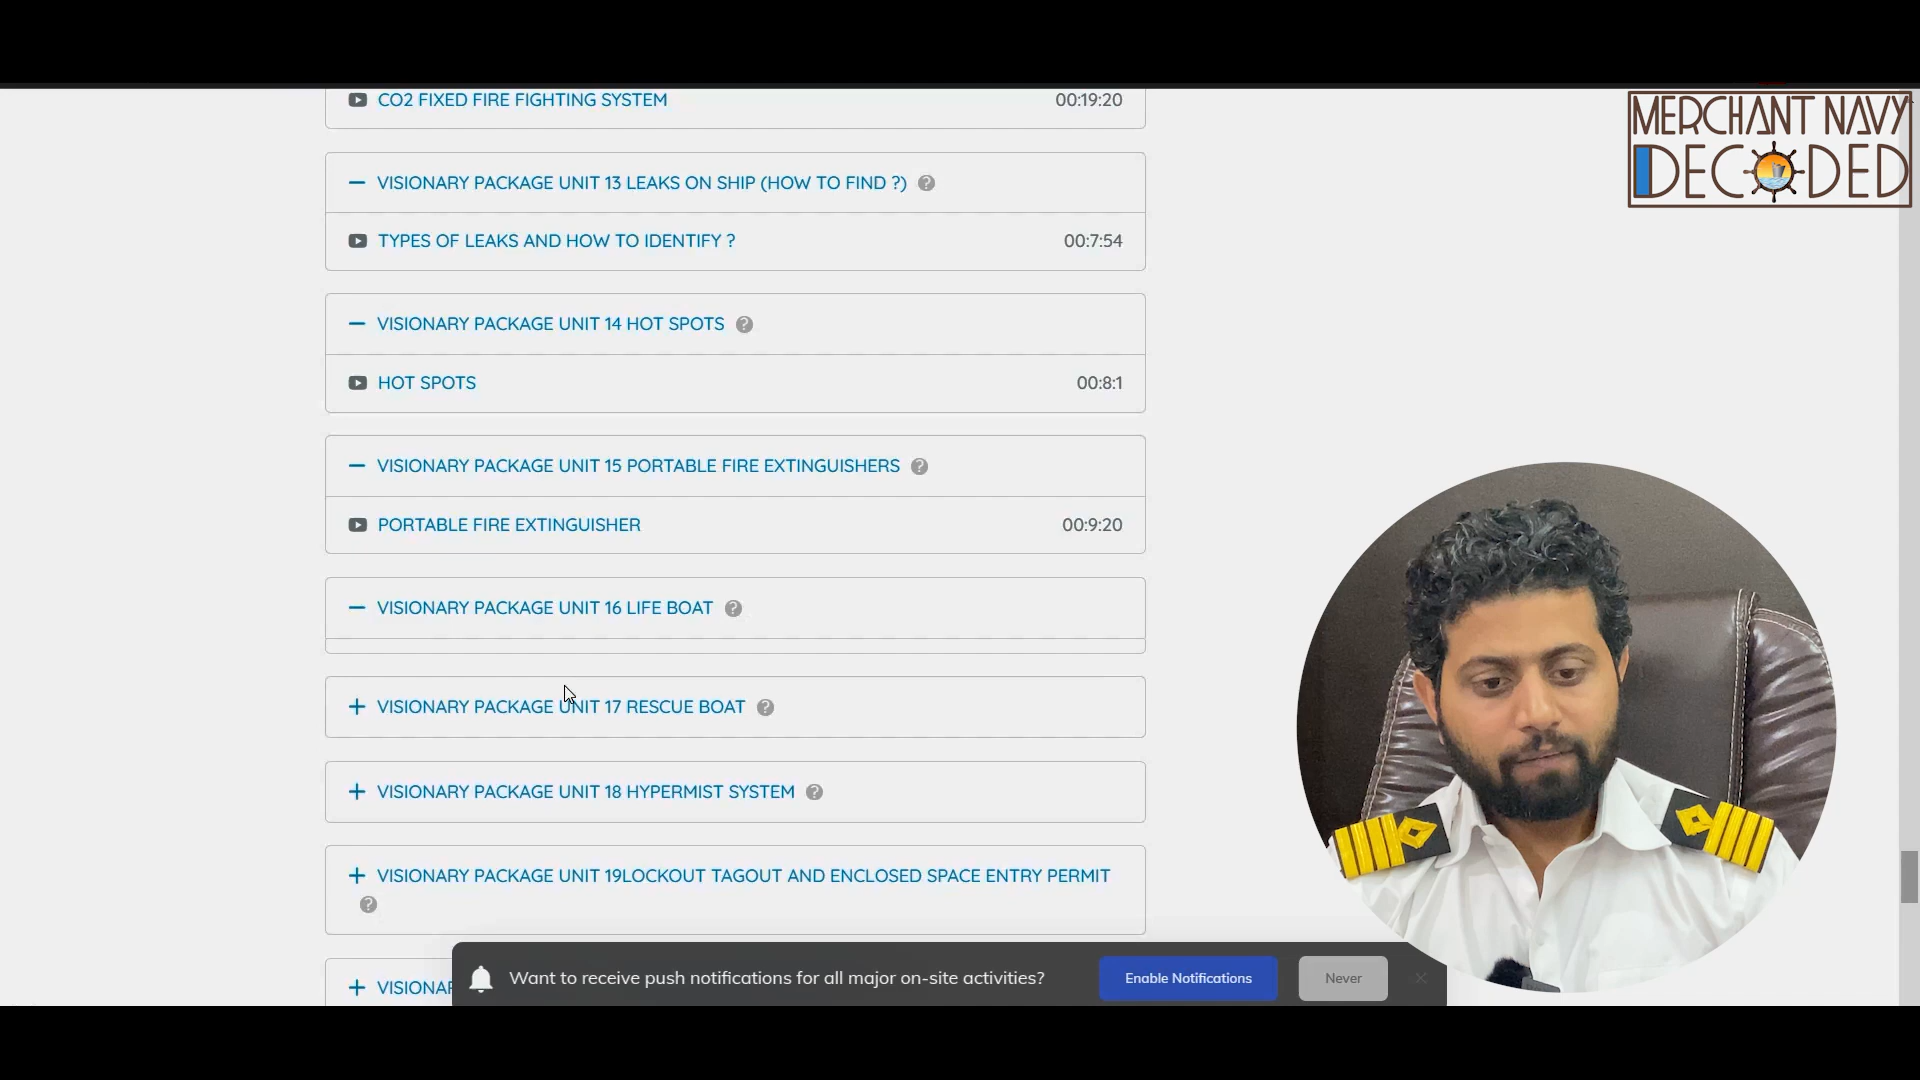 CO2 FIXED FIRE FIGHTING SYSTEM 00:19:20
MERCHANT NAVY
DECODED
VISIONARY PACKAGE UNIT 13 LEAKS ON SHIP (HOW TO FIND ?) ?
TYPES OF LEAKS AND HOW TO IDENTIFY ? 00:7:54
VISIONARY PACKAGE UNIT 14 HOT SPOTS ?
HOT SPOTS 00:8:1
VISIONARY PACKAGE UNIT 15 PORTABLE FIRE EXTINGUISHERS ?
PORTABLE FIRE EXTINGUISHER 00:9:20
VISIONARY PACKAGE UNIT 16 LIFE BOAT ?
VISIONARY PACKAGE UNIT 17 RESCUE BOAT ?
VISIONARY PACKAGE UNIT 18 HYPERMIST SYSTEM ?
VISIONARY PACKAGE UNIT 19LOCKOUT TAGOUT AND ENCLOSED SPACE ENTRY PERMIT
?
Want to receive push notifications for all major on-site activities? Enable Notifications Never